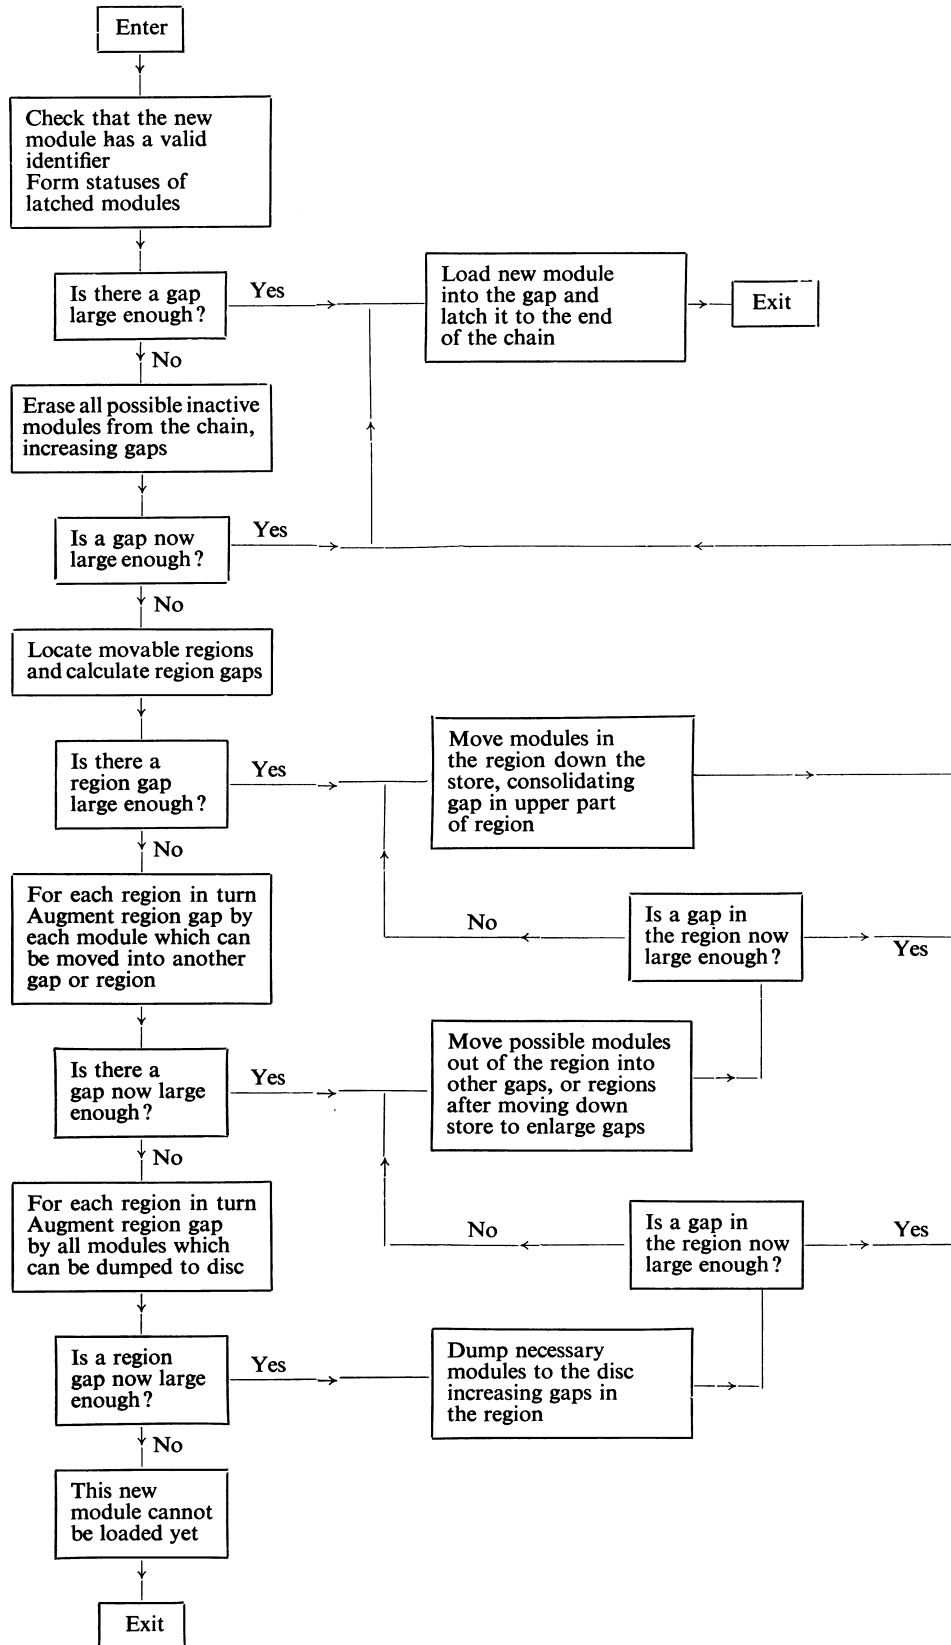 Enter
Check that the new
module has a valid
identifier
Form statuses of
latched modules
Is there a gap
large enough?
Yes
Load new module
into the gap and
latch it to the end
of the chain
Exit
No
Erase all possible inactive
modules from the chain,
increasing gaps
Is a gap now
large enough?
Yes
No
Locate movable regions
and calculate region gaps
Is there a
region gap
large enough?
Yes
Move modules in
the region down the
store, consolidating
gap in upper part
of region
No
For each region in turn
Augment region gap by
each module which can
be moved into another
gap or region
No
Is a gap in
the region now
large enough?
Yes
Is there a
gap now large
enough?
Yes
Move possible modules
out of the region into
other gaps, or regions
after moving down
store to enlarge gaps
No
For each region in turn
Augment region gap
by all modules which
can be dumped to disc
No
Is a gap in
the region now
large enough?
Yes
Is a region
gap now large
enough?
Yes
Dump necessary
modules to the disc
increasing gaps in
the region
No
This new
module cannot
be loaded yet
Exit